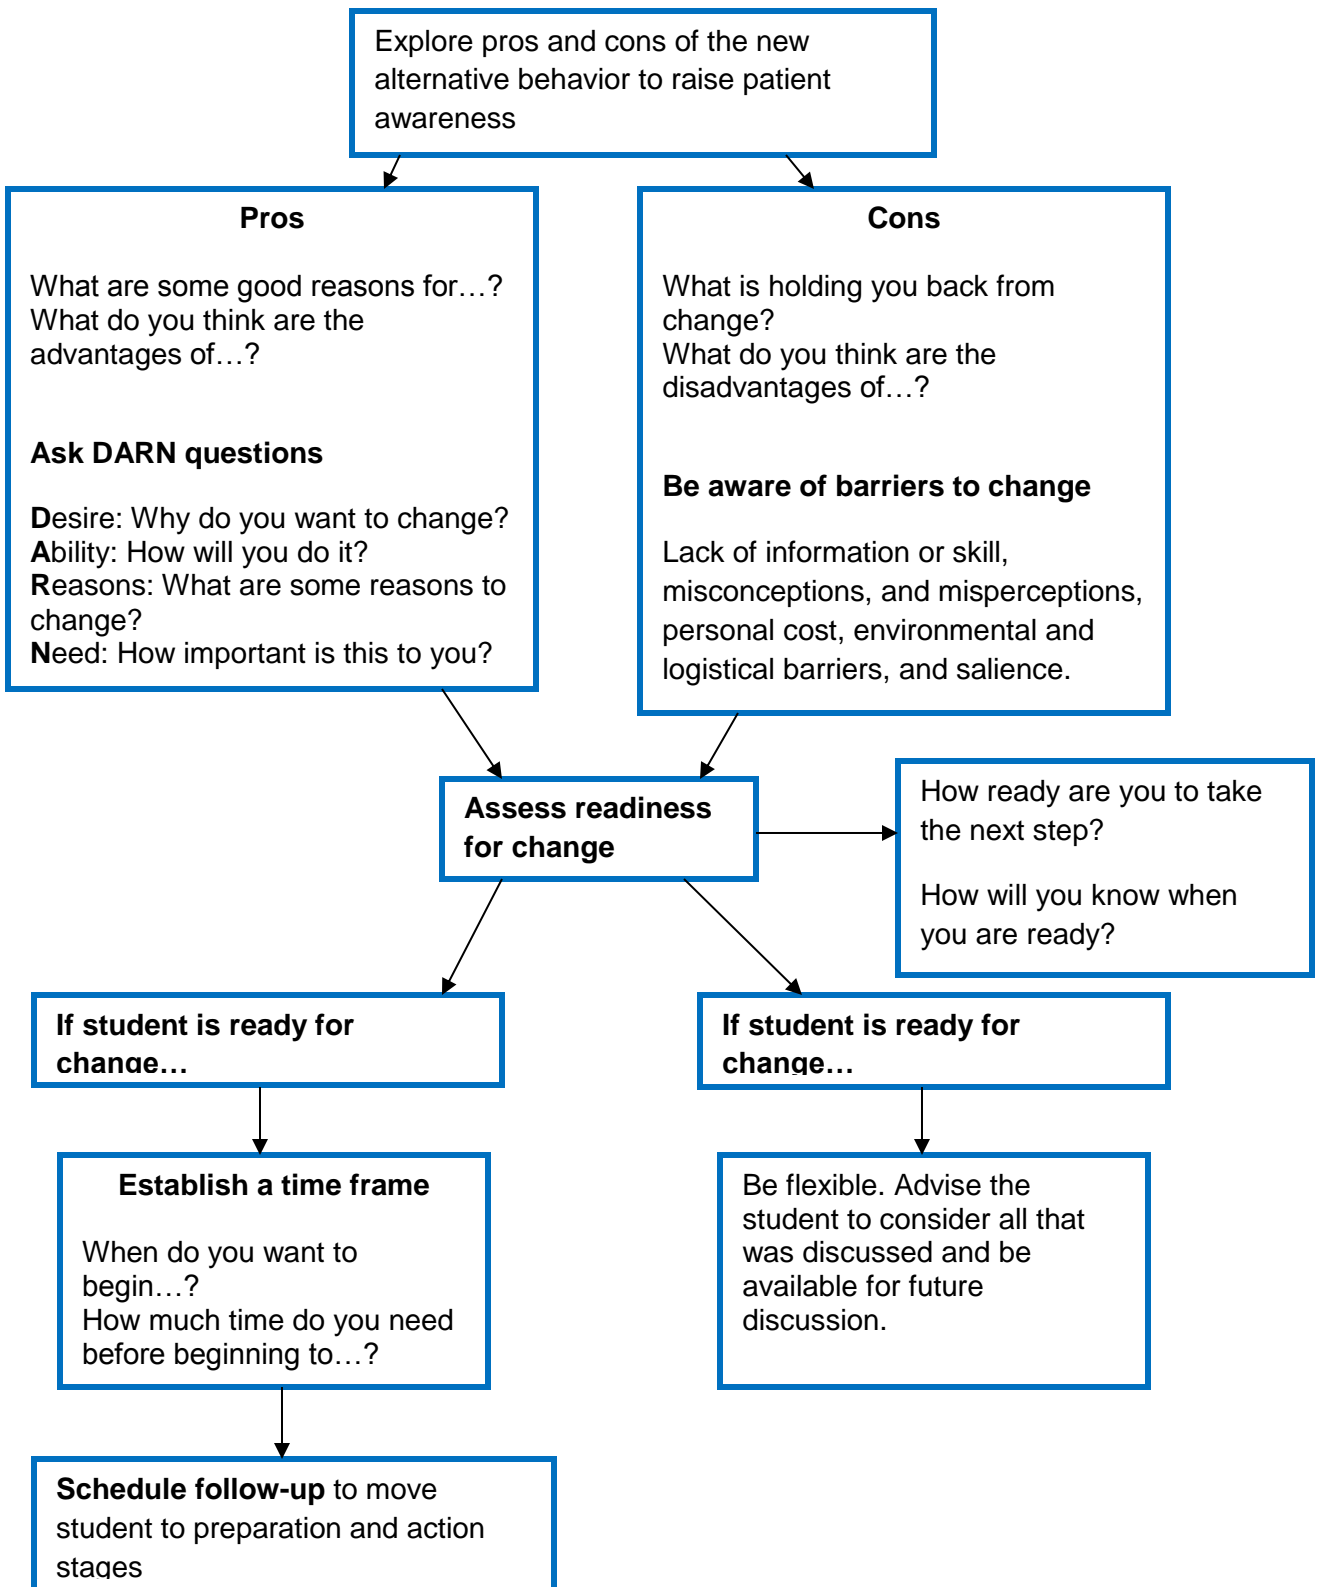 Explore pros and cons of the new
alternative behavior to raise patient
awareness
Pros
What are some good reasons for…?
What do you think are the
advantages of…?
Ask DARN questions
Desire: Why do you want to change?
Ability: How will you do it?
Reasons: What are some reasons to
change?
Need: How important is this to you?
Cons
What is holding you back from
change?
What do you think are the
disadvantages of…?
Be aware of barriers to change
Lack of information or skill,
misconceptions, and misperceptions,
personal cost, environmental and
logistical barriers, and salience.
Assess readiness
for change
How ready are you to take
the next step?
How will you know when
you are ready?
If student is ready for
change…
Establish a time frame
When do you want to
begin…?
How much time do you need
before beginning to…?
Schedule follow-up to move
student to preparation and action
stages
If student is ready for
change…
Be flexible. Advise the
student to consider all that
was discussed and be
available for future
discussion.